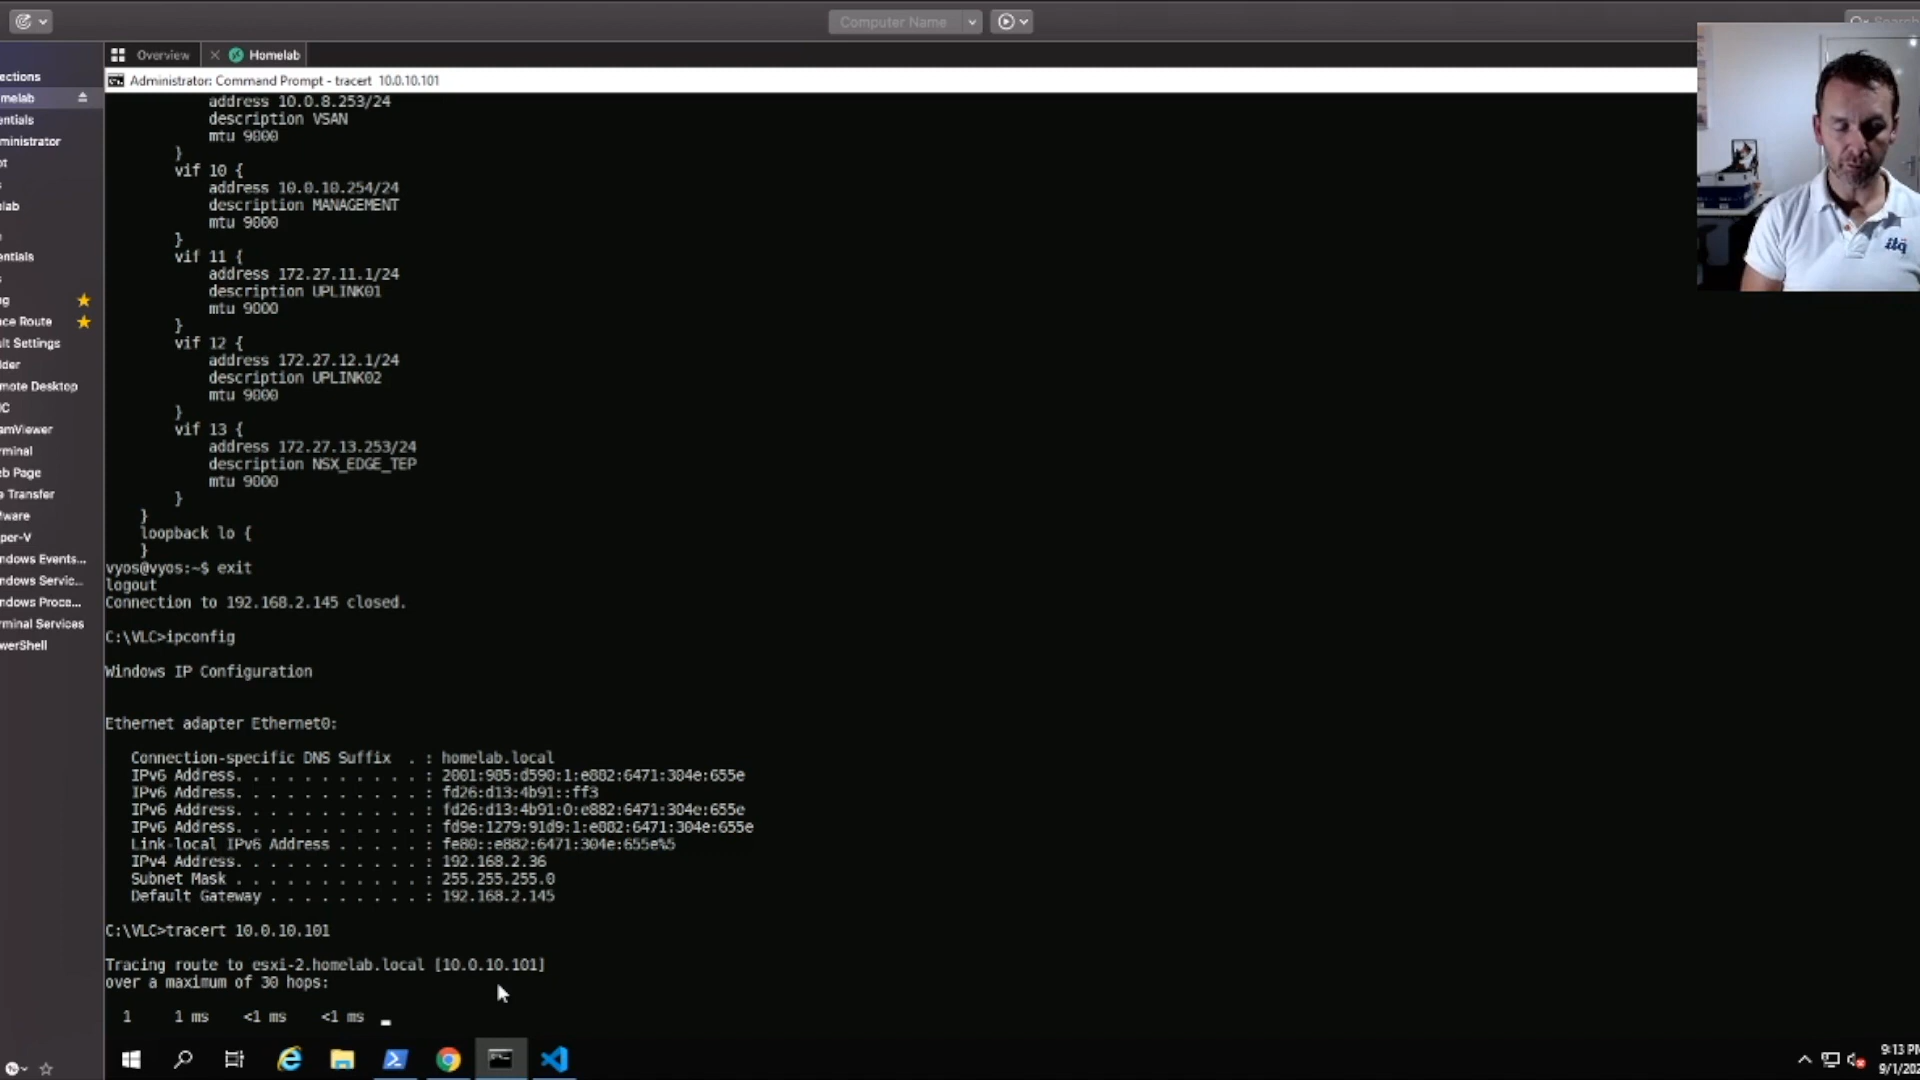 Computer Name
Search
Overview
Homelab
Administrator: Command Prompt - tracert 10.0.10.101
ections
melab
entials
ministrator
ot
s
lab
entials
s
g
ce Route
ult Settings
lder
mote Desktop
IC
amViewer
rminal
eb Page
e Transfer
ware
per-V
ndows Events...
ndows Servic...
ndows Proce...
rminal Services
werShell
address 10.0.8.253/24
description VSAN
mtu 9000
}
vif 10 {
address 10.0.10.254/24
description MANAGEMENT
mtu 9000
}
vif 11 {
address 172.27.11.1/24
description UPLINK01
mtu 9000
}
vif 12 {
address 172.27.12.1/24
description UPLINK02
mtu 9000
}
vif 13 {
address 172.27.13.253/24
description NSX_EDGE_TEP
mtu 9000
}
}
loopback lo {
}
vyos@vyos:~$ exit
logout
Connection to 192.168.2.145 closed.
C:\VLC>ipconfig
Windows IP Configuration
Ethernet adapter Ethernet0:
Connection-specific DNS Suffix . : homelab.local
IPv6 Address. . . . . . . . . . . : 2001:985:d590:1:e882:6471:304e:655e
IPv6 Address. . . . . . . . . . . : fd26:d13:4b91::ff3
IPv6 Address. . . . . . . . . . . : fd26:d13:4b91:0:e882:6471:304e:655e
IPv6 Address. . . . . . . . . . . : fd9e:1279:91d9:1:e882:6471:304e:655e
Link-local IPv6 Address . . . . . : fe80::e882:6471:304e:655e%5
IPv4 Address. . . . . . . . . . . : 192.168.2.36
Subnet Mask . . . . . . . . . . . : 255.255.255.0
Default Gateway . . . . . . . . . : 192.168.2.145
C:\VLC>tracert 10.0.10.101
Tracing route to esxi-2.homelab.local [10.0.10.101]
over a maximum of 30 hops:
1 1 ms <1 ms <1 ms
itq
9:13 PM
9/1/202